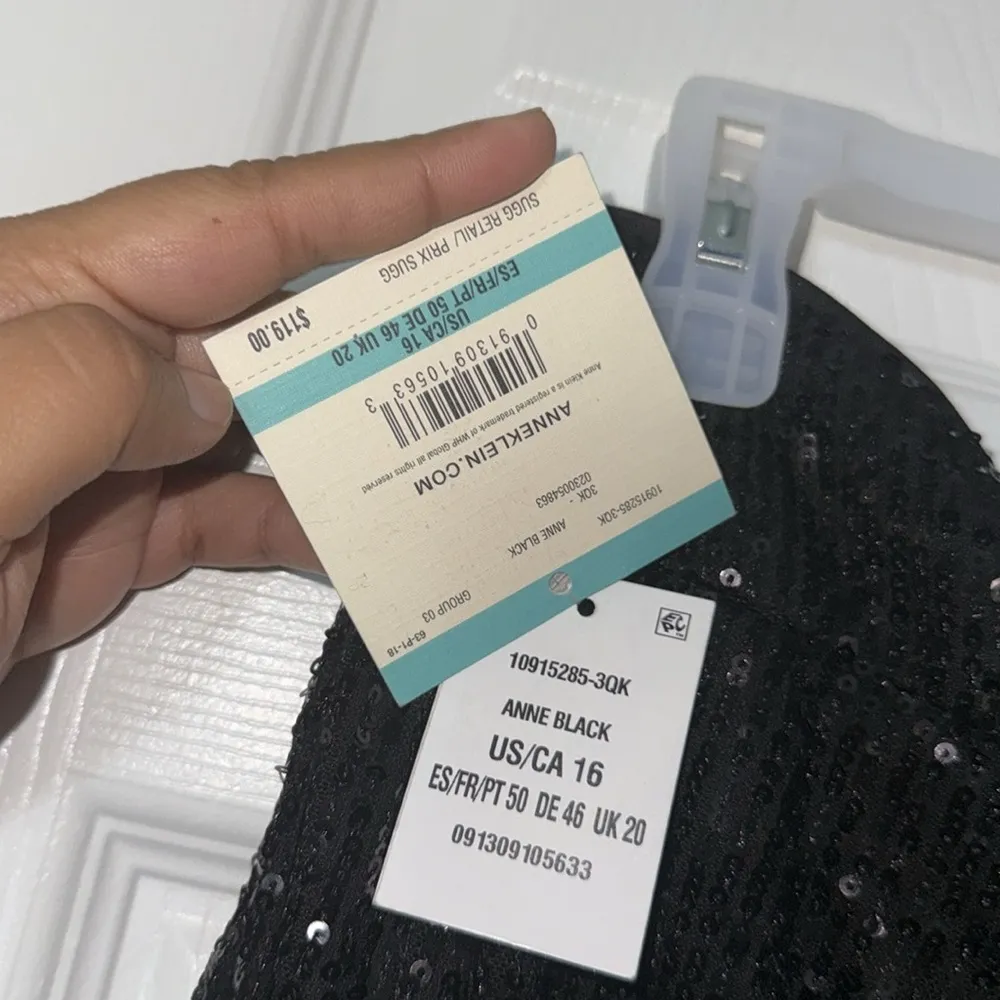 SUGG RETAIL/ PRIX SUGG
$119.00
ES/FR/PT 50 DE 46 UK 20
US/CA 16
0 91309 10563 3
Anne Klein is a registered trademark of WHP Global all rights reserved
ANNEKLEIN.COM
0230054863
3QK -
10915285-3QK
ANNE BLACK
GROUP 03
63-P1-18
EPC
10915285-3QK
ANNE BLACK
US/CA 16
ES/FR/PT 50 DE 46 UK 20
091309105633